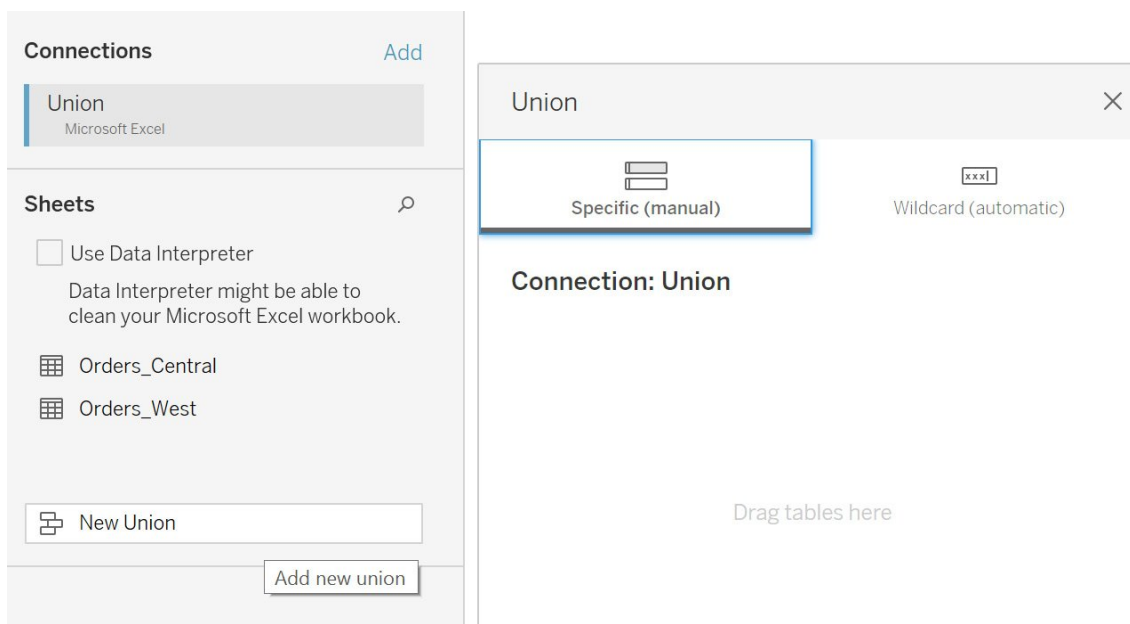 Connections
Add
Union
Microsoft Excel
Sheets
Use Data Interpreter
Data Interpreter might be able to
clean your Microsoft Excel workbook.
Orders_Central
Orders_West
New Union
Add new union
Union
Specific (manual)
xxx
Wildcard (automatic)
Connection: Union
Drag tables here